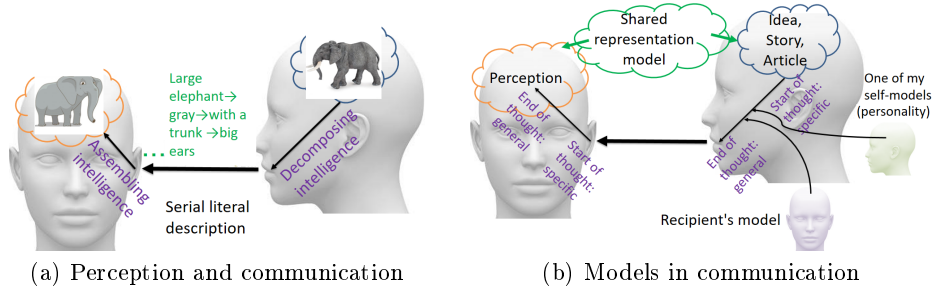 Large
elephant→
gray→with a
trunk →big
ears
...
Assembling
intelligence
Decomposing
intelligence
Serial literal
description
(a) Perception and communication
Shared
representation
model
Idea,
Story,
Article
Perception
End of
thought:
general
Start of
thought:
specific
Start of
thought:
specific
End of
thought:
general
One of my
self-models
(personality)
Recipient's model
(b) Models in communication